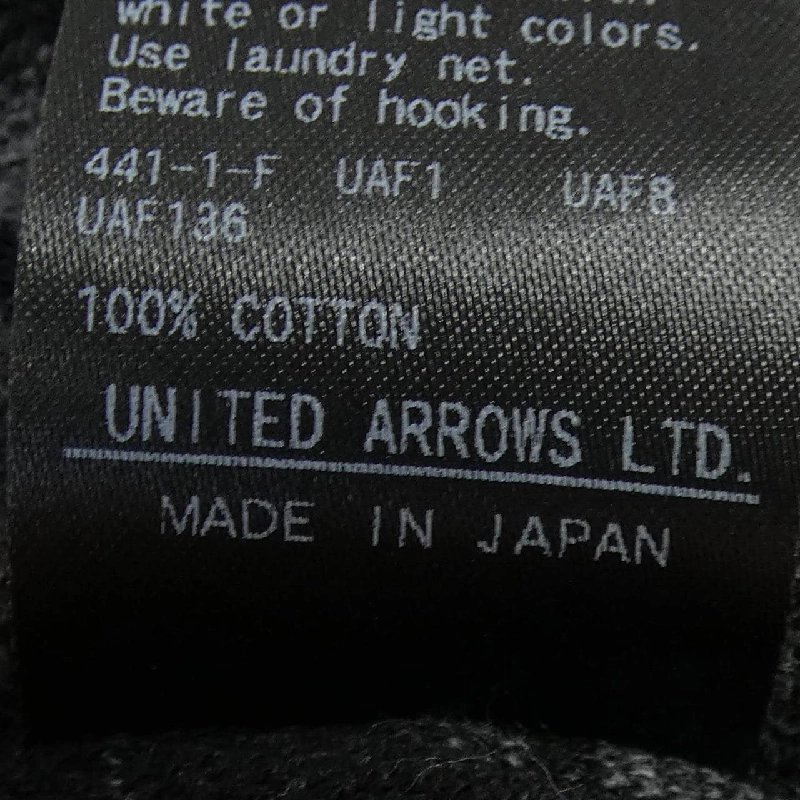 white or light colors.
Use laundry net.
Beware of hooking.
441-1-F UAF1 UAF8
UAF136
100% COTTON
UNITED ARROWS LTD.
MADE IN JAPAN